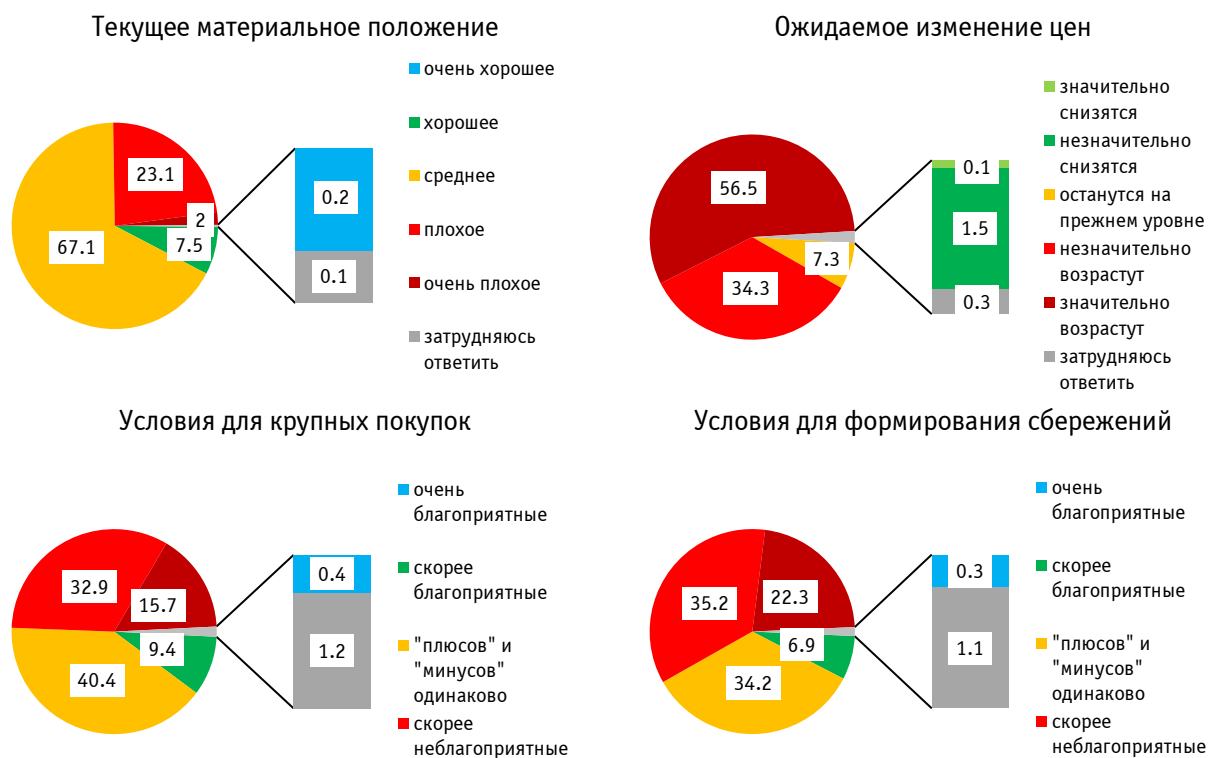 Текущее материальное положение
очень хорошее
хорошее
среднее
плохое
очень плохое
затрудняюсь
ответить
23.1
2
7.5
67.1
0.2
0.1
Ожидаемое изменение цен
значительно
снизятся
незначительно
снизятся
останутся на
прежнем уровне
незначительно
возрастут
значительно
возрастут
затрудняюсь
ответить
56.5
7.3
34.3
0.1
1.5
0.3
Условия для крупных покупок
очень
благоприятные
скорее
благоприятные
"плюсов" и
"минусов"
одинаково
скорее
неблагоприятные
32.9
15.7
9.4
40.4
0.4
1.2
Условия для формирования сбережений
очень
благоприятные
скорее
благоприятные
"плюсов" и
"минусов"
одинаково
скорее
неблагоприятные
35.2
22.3
6.9
34.2
0.3
1.1